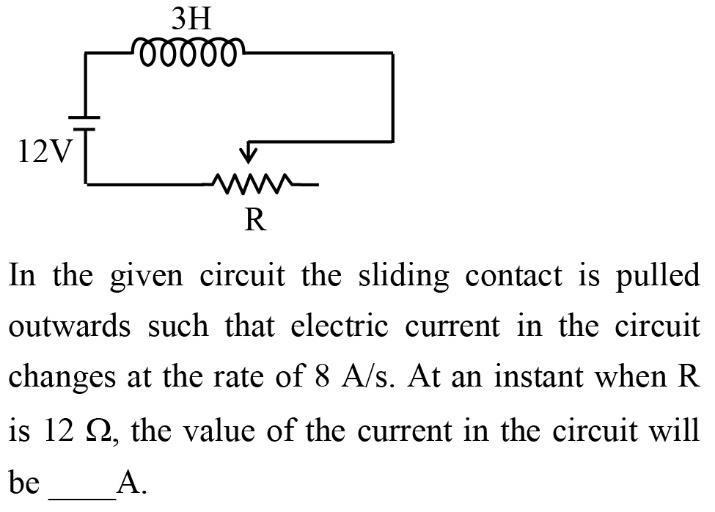 3H
12V
R
In the given circuit the sliding contact is pulled
outwards such that electric current in the circuit
changes at the rate of 8 A/s. At an instant when R
is 12 Ω, the value of the current in the circuit will
be ____A.